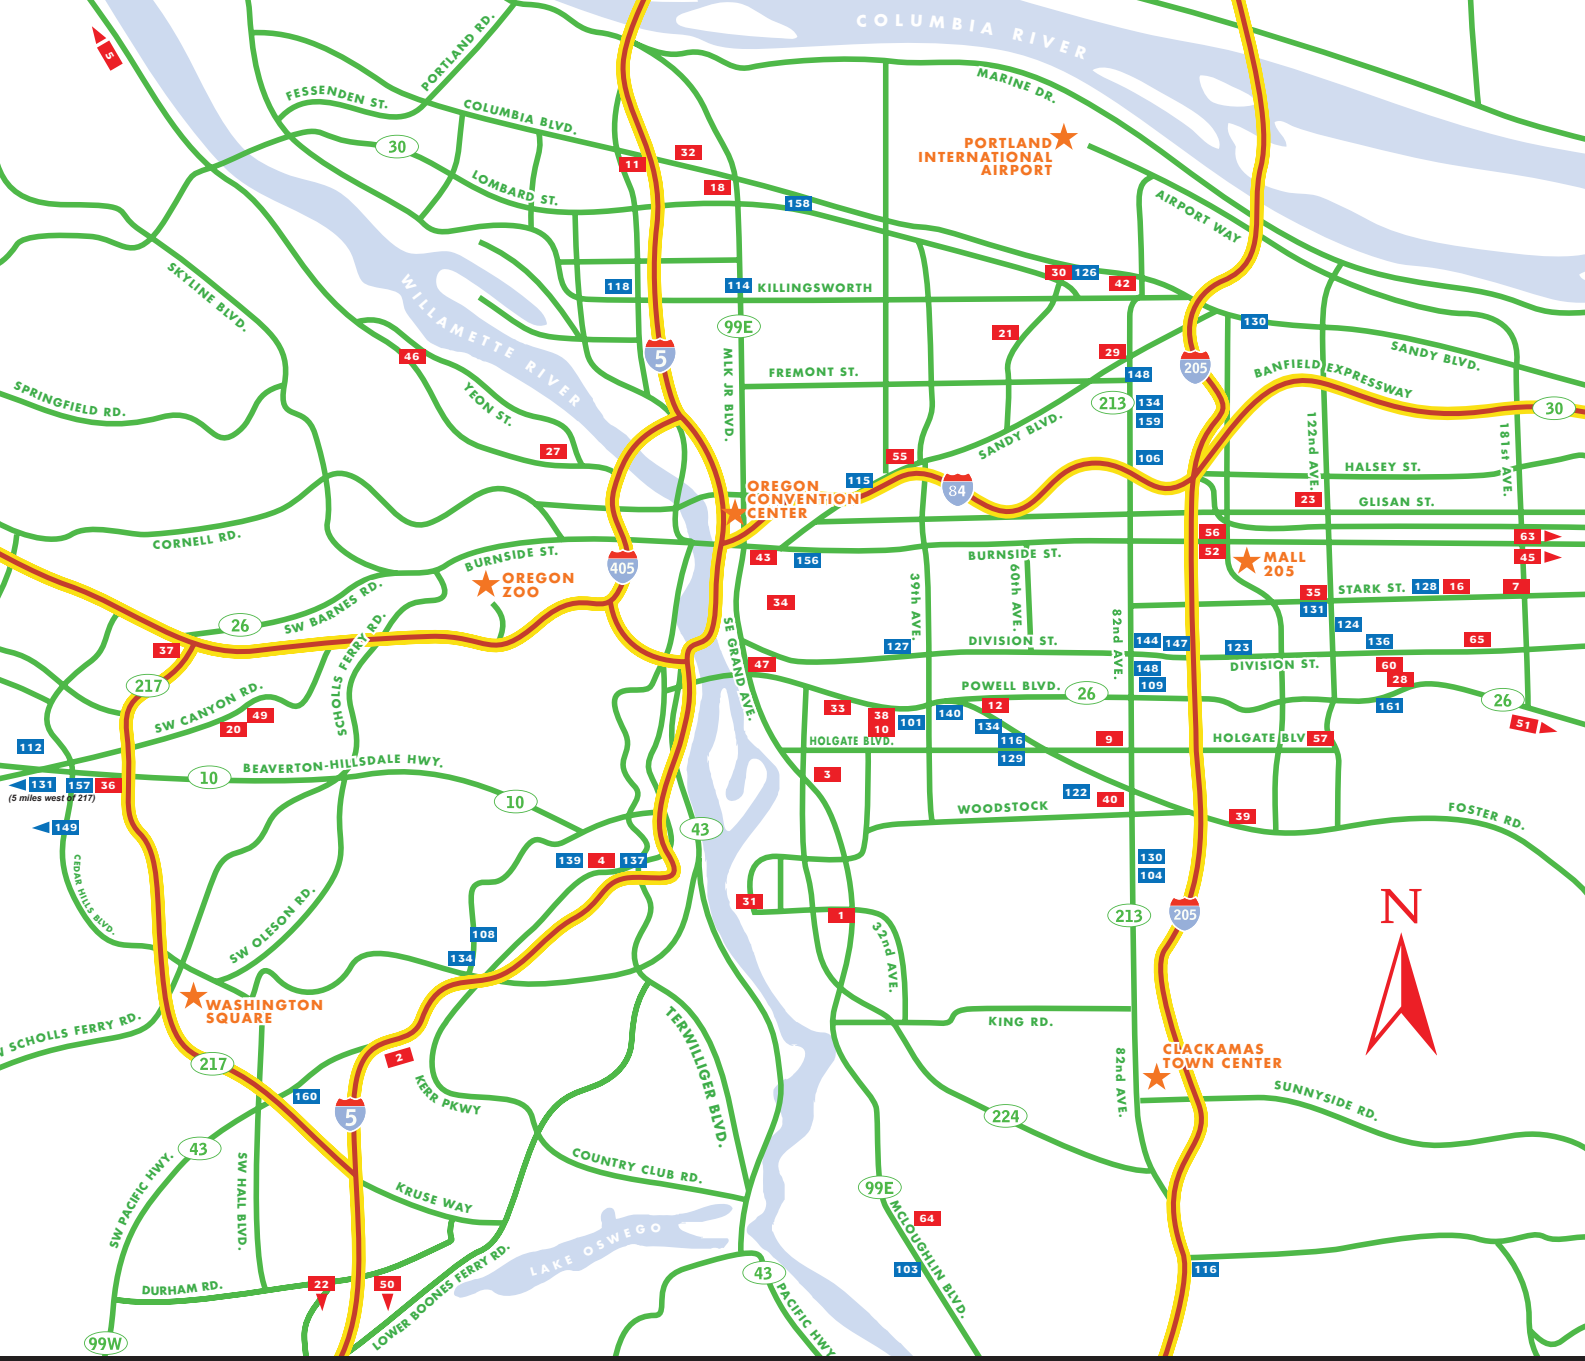 COLUMBIA RIVER
5
PORTLAND RD.
FESSENDEN ST.
COLUMBIA BLVD.
MARINE DR.
30
PORTLAND
INTERNATIONAL
AIRPORT
32
11
18
158
LOMBARD ST.
AIRPORT WAY
SKYLINE BLVD.
WILLAMETTE RIVER
118
114
KILLINGSWORTH
30
126
42
99E
21
130
5
46
29
205
SANDY BLVD.
MLK JR BLVD.
FREMONT ST.
148
BANFIELD EXPRESSWAY
SPRINGFIELD RD.
YEON ST.
213
134
159
30
SANDY BLVD.
122nd AVE.
181st AVE.
27
55
106
HALSEY ST.
115
84
OREGON
CONVENTION
CENTER
23
GLISAN ST.
CORNELL RD.
BURNSIDE ST.
43
156
BURNSIDE ST.
56
52
MALL
205
63
45
405
OREGON
ZOO
39th AVE.
60th AVE.
35
STARK ST.
128
16
7
131
34
SW BARNES RD.
26
SCHOLLS FERRY RD.
SE GRAND AVE.
82nd AVE.
124
127
DIVISION ST.
144
147
123
136
65
37
47
148
DIVISION ST.
60
28
217
109
POWELL BLVD.
26
26
SW CANYON RD.
49
20
33
38
10
101
140
12
134
161
51
112
116
129
9
HOLGATE BLVD.
HOLGATE BLV
57
BEAVERTON-HILLSDALE HWY.
10
3
131
157
36
(5 miles west of 217)
10
122
40
WOODSTOCK
39
FOSTER RD.
149
43
CEDAR HILLS BLVD.
139
4
137
130
104
SW OLESON RD.
31
1
213
205
N
108
134
32nd AVE.
WASHINGTON
SQUARE
W SCHOLLS FERRY RD.
TERWILLIGER BLVD.
KING RD.
217
2
82nd AVE.
CLACKAMAS
TOWN CENTER
KERR PKWY
160
5
224
SUNNYSIDE RD.
43
SW PACIFIC HWY.
SW HALL BLVD.
COUNTRY CLUB RD.
KRUSE WAY
99E
MCLOUGHLIN BLVD.
64
LAKE OSWEGO
103
116
DURHAM RD.
22
50
LOWER BOONES FERRY RD.
43
PACIFIC HWY
99W